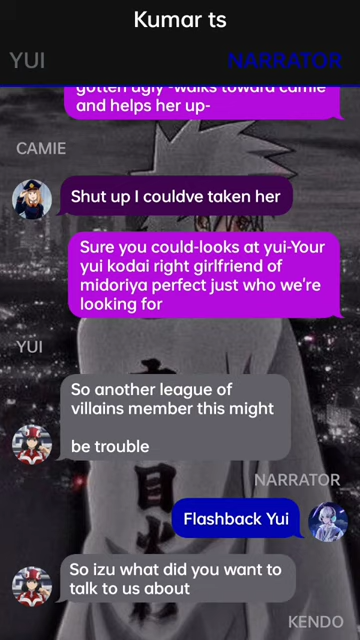 Kumar ts
YUI
NARRATOR
gotten ugly -walks toward camie
and helps her up-
CAMIE
Shut up I couldve taken her
Sure you could-looks at yui-Your
yui kodai right girlfriend of
midoriya perfect just who we're
looking for
YUI
So another league of
villains member this might
be trouble
NARRATOR
Flashback Yui
So izu what did you want to
talk to us about
KENDO